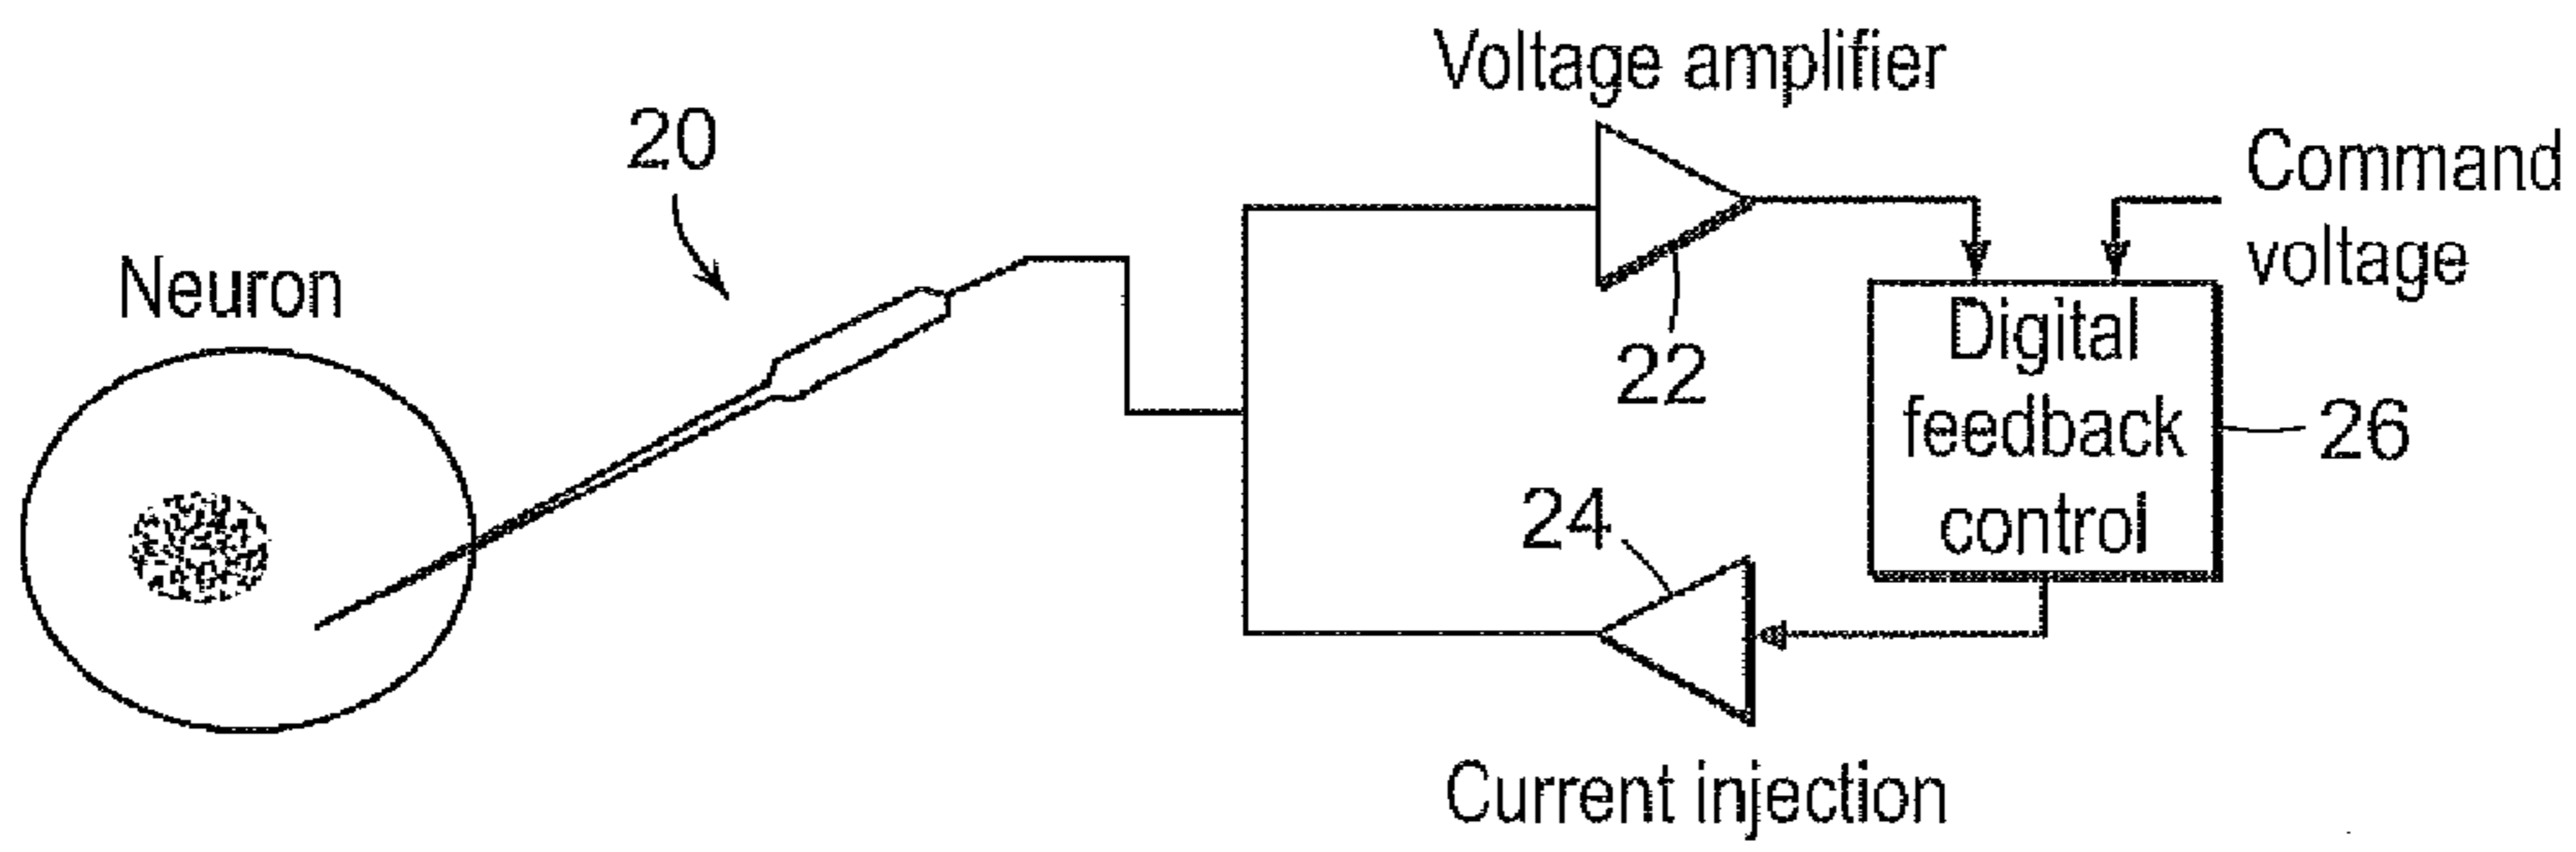 Voltage amplifier
20
Command
voltage
Neuron
22
Digital
feedback
control
26
24
Current injection